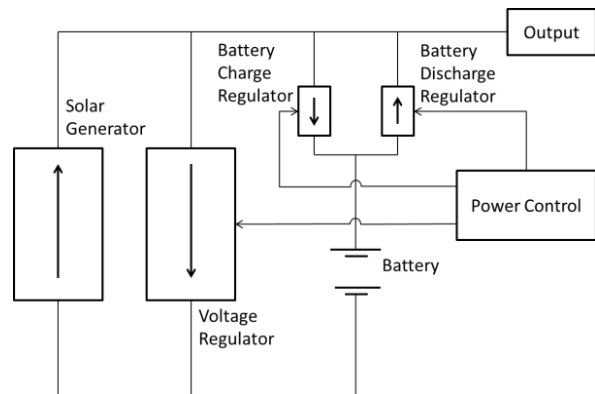 Output
Battery
Charge
Regulator
Battery
Discharge
Regulator
Solar
Generator
Power Control
Battery
Voltage
Regulator